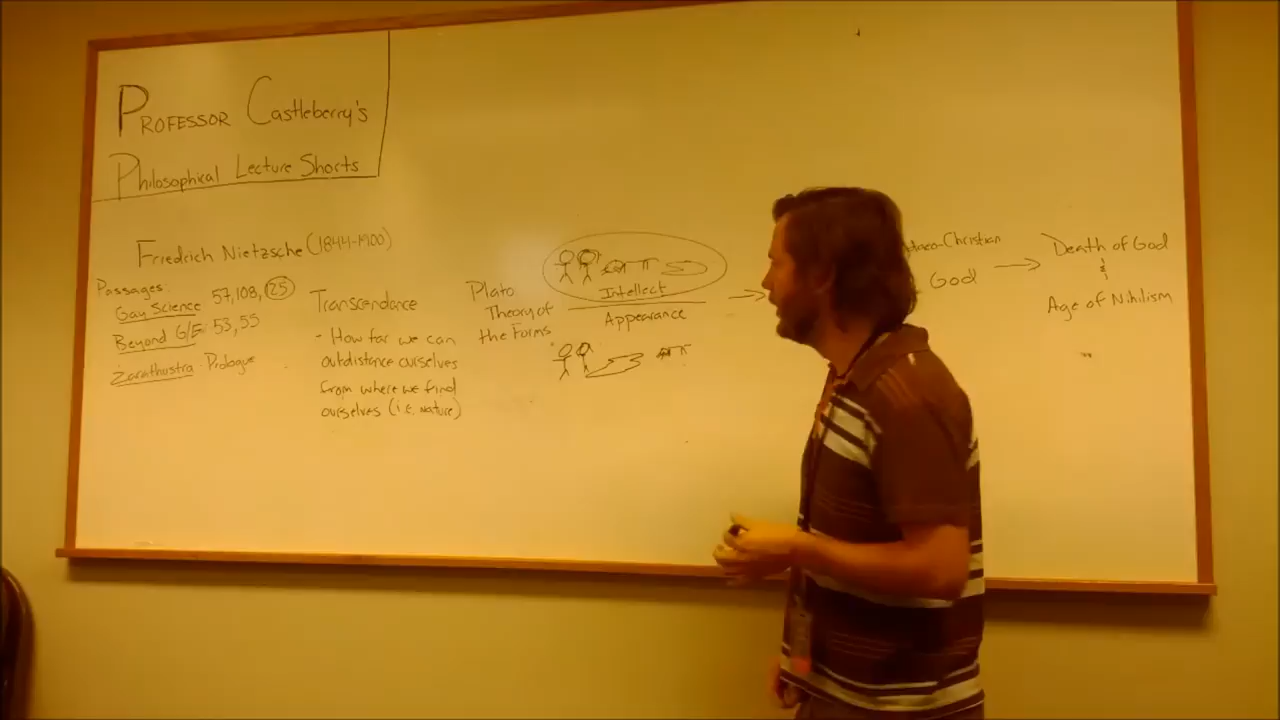 PROFESSOR CASTLEBERRY'S
PHILOSOPHICAL LECTURE SHORTS
FRIEDRICH NIETZSCHE (1844-1900)
Passages:
Gay Science 57, 108, 125
Beyond G/E: 53, 55
Zarathustra: Prologue
Transcendance
- How far we can
outdistance ourselves
from where we find
ourselves (i.e. nature)
Plato
Theory of
the Forms
Intellect
Appearance
-Christian
God
Death of God
&
Age of Nihilism